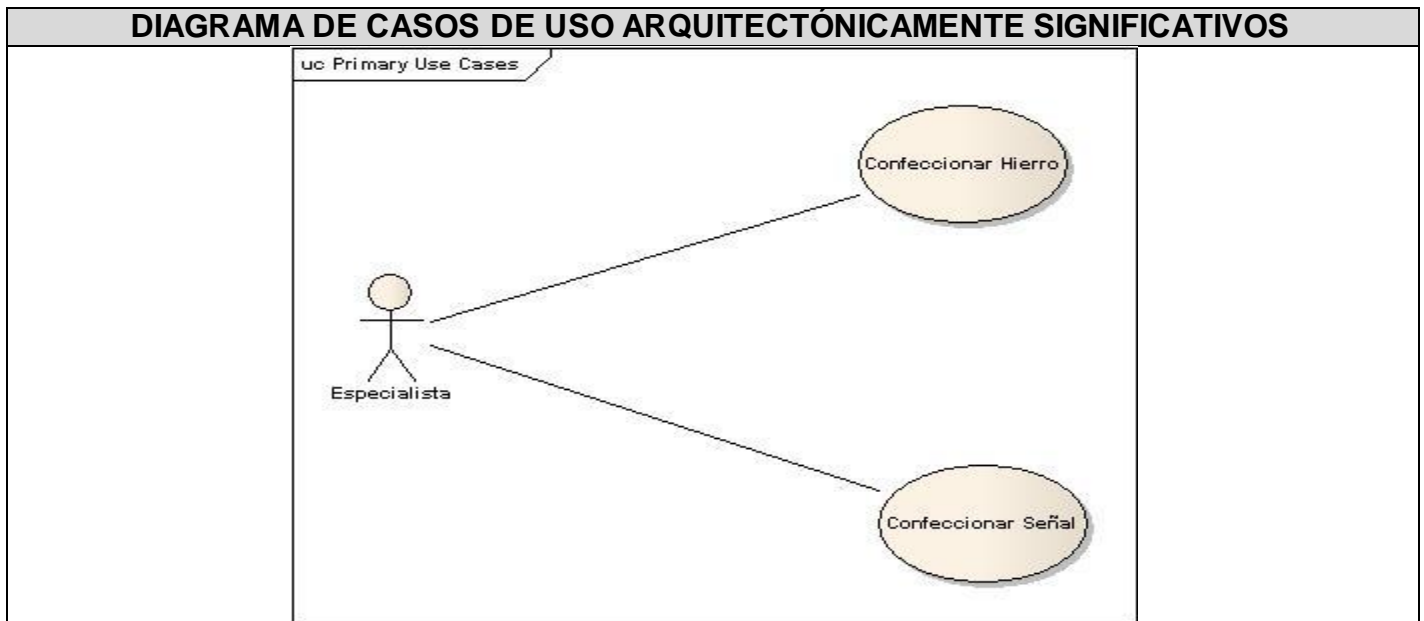 DIAGRAMA DE CASOS DE USO ARQUITECTÓNICAMENTE SIGNIFICATIVOS
uc Primary Use Cases
Confeccionar Hierro
Especialista
Confeccionar Señal